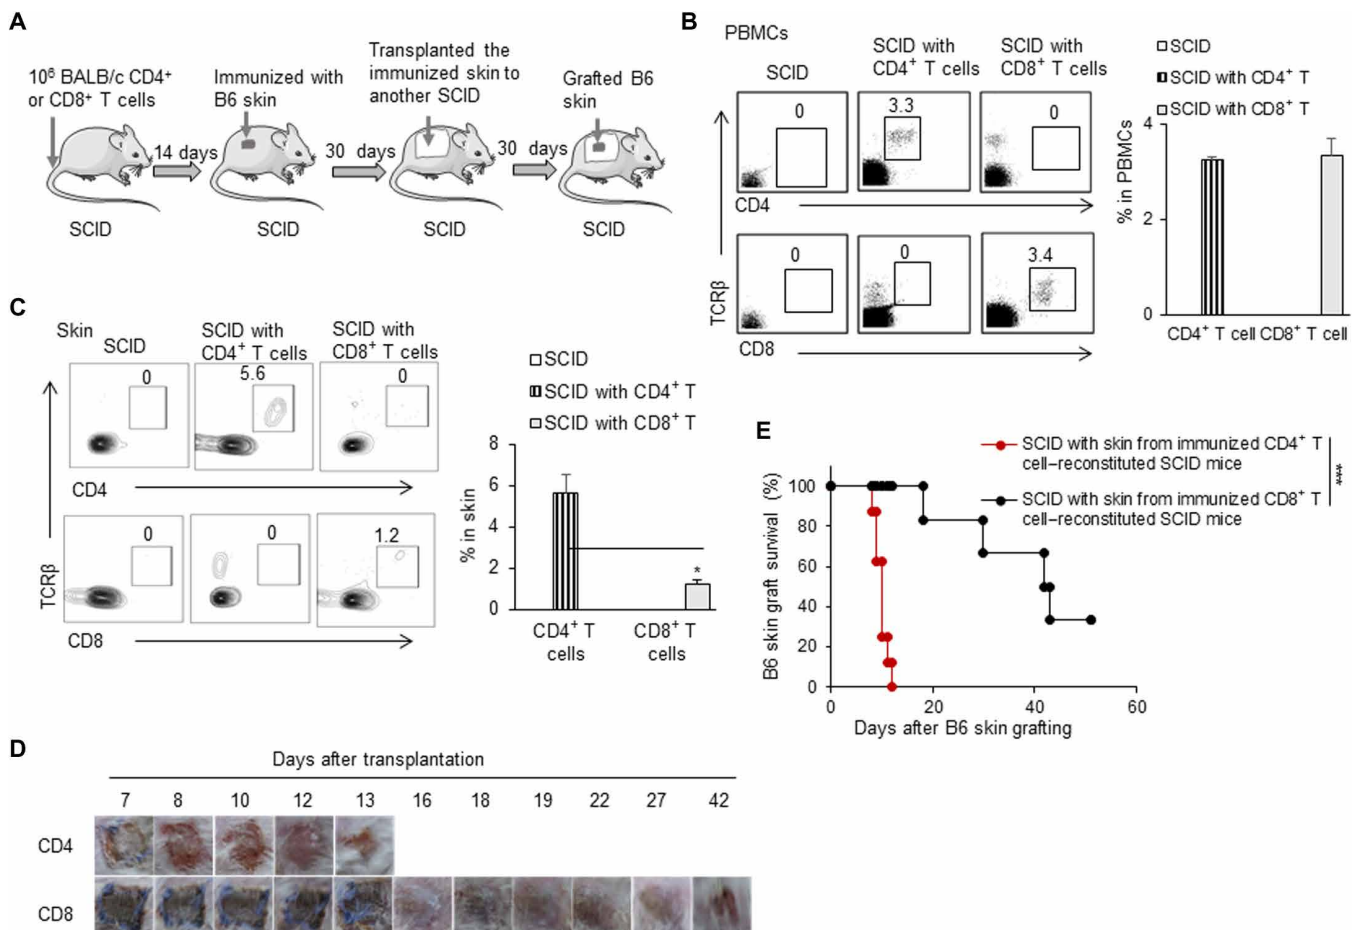 A
10⁶ BALB/c CD4⁺
or CD8⁺ T cells
Immunized with
B6 skin
Transplanted the
immunized skin to
another SCID
Grafted B6
skin
14 days
30 days
30 days
SCID
SCID
SCID
SCID
B
PBMCs
SCID
SCID with
CD4⁺ T cells
SCID with
CD8⁺ T cells
0
3.3
0
CD4
0
0
3.4
TCRβ
CD8
SCID
SCID with CD4⁺ T
SCID with CD8⁺ T
% in PBMCs
4
2
0
CD4⁺ T cell CD8⁺ T cell
C
Skin
SCID
SCID with
CD4⁺ T cells
SCID with
CD8⁺ T cells
0
5.6
0
CD4
0
0
1.2
TCRβ
CD8
SCID
SCID with CD4⁺ T
SCID with CD8⁺ T
% in skin
8
6
4
2
0
*
CD4⁺ T
cells
CD8⁺ T
cells
E
SCID with skin from immunized CD4⁺ T
cell–reconstituted SCID mice
SCID with skin from immunized CD8⁺ T
cell–reconstituted SCID mice
***
B6 skin graft survival (%)
100
80
60
40
20
0
0 20 40 60
Days after B6 skin grafting
D
Days after transplantation
7 8 10 12 13 16 18 19 22 27 42
CD4
CD8